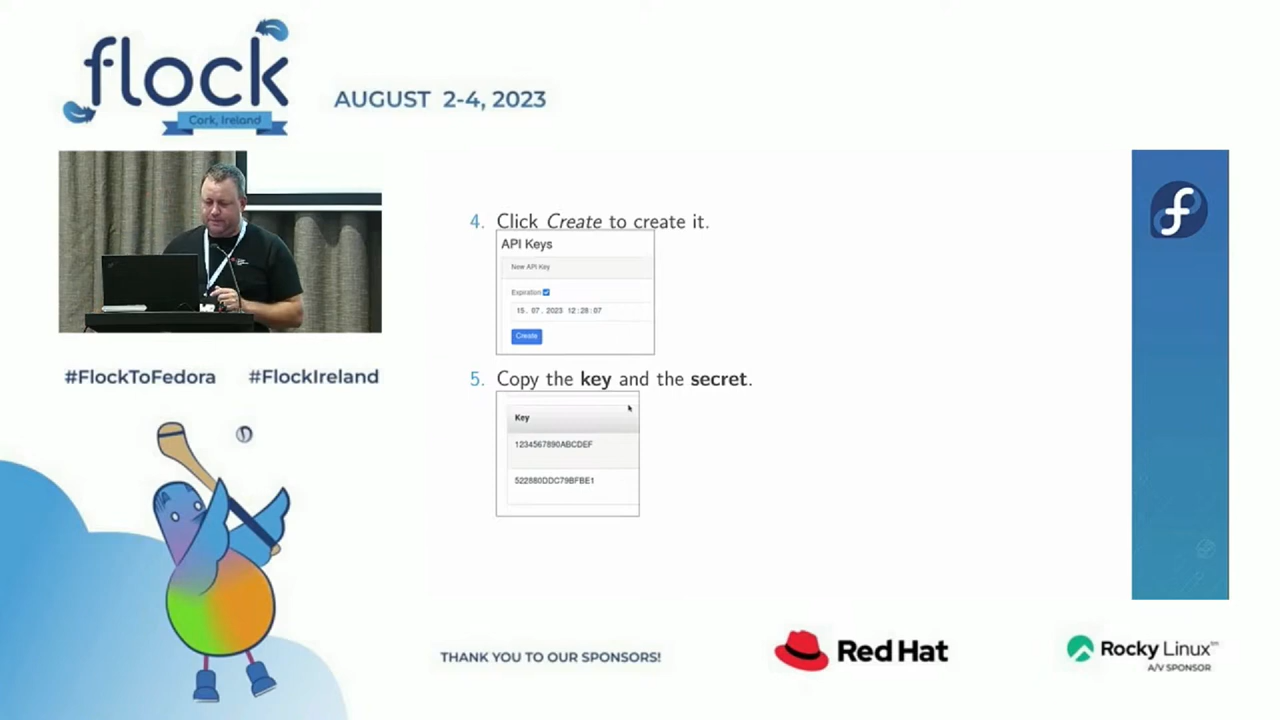 flock
Cork, Ireland
AUGUST 2-4, 2023
4. Click Create to create it.
API Keys
New API Key
Expiration
15. 07. 2023 12:28:07
Create
5. Copy the key and the secret.
Key
1234567890ABCDEF
522880DDC79BFBE1
#FlockToFedora #FlockIreland
THANK YOU TO OUR SPONSORS!
Red Hat
Rocky Linux™
A/V SPONSOR